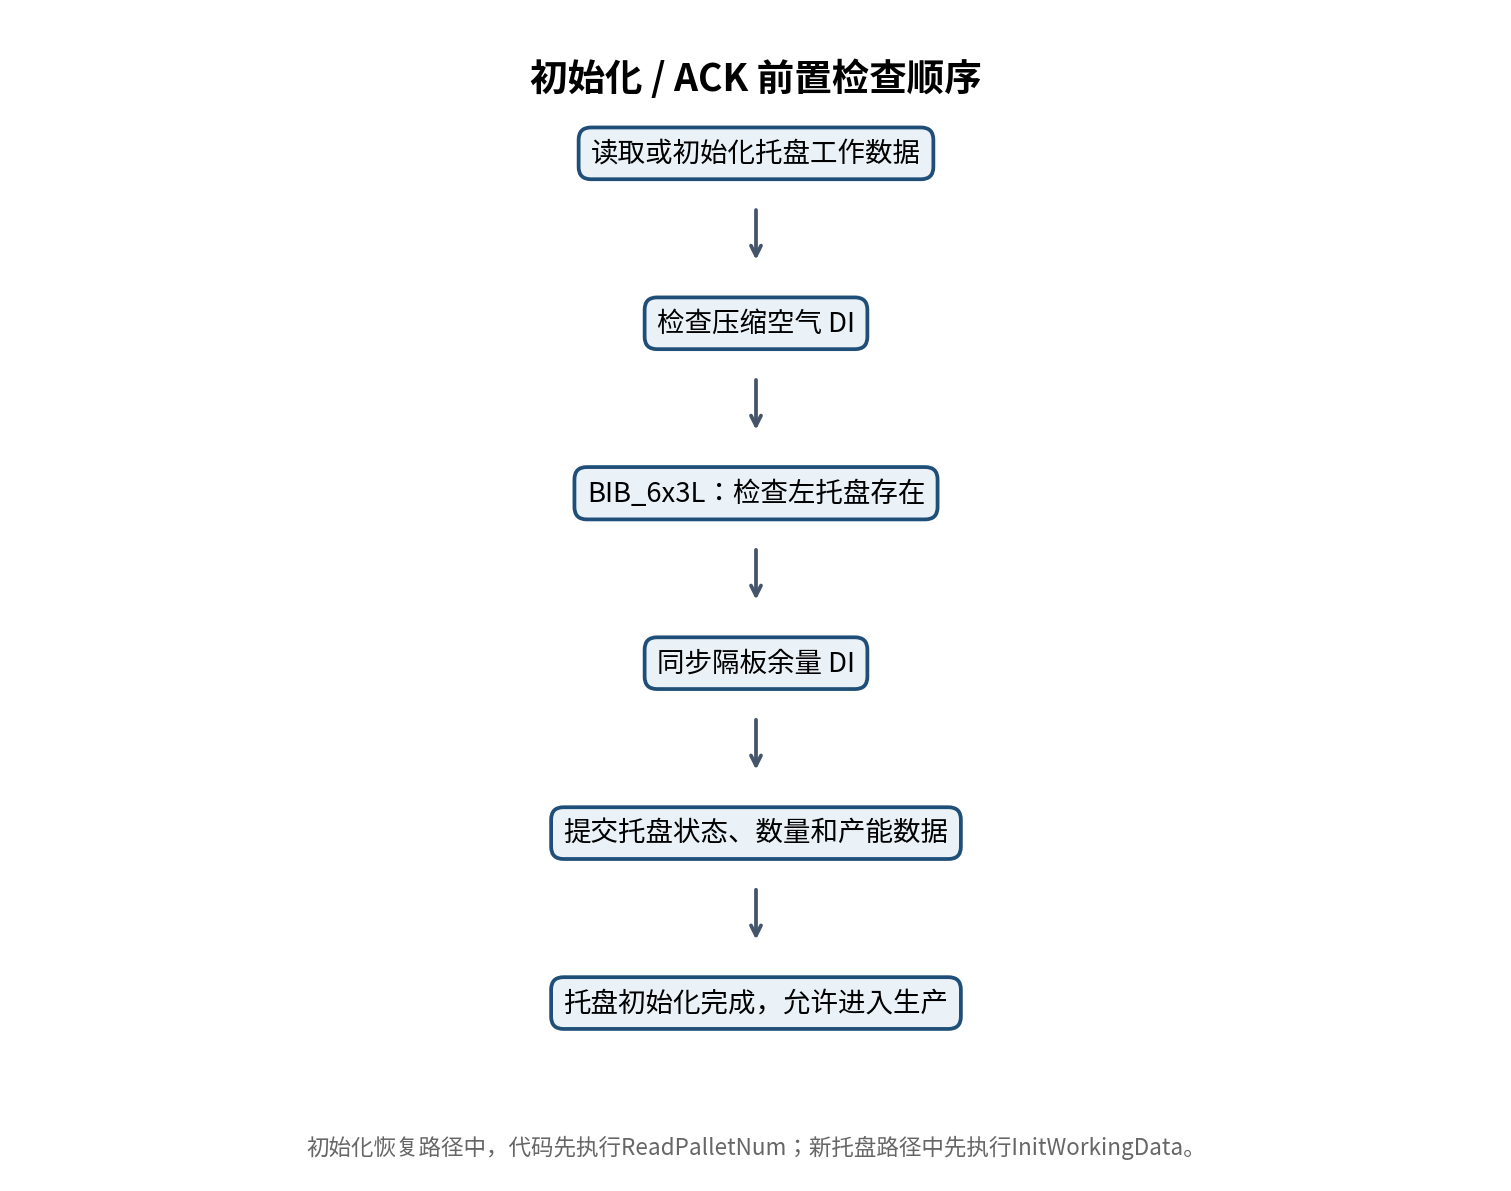 初始化 / ACK 前置检查顺序
读取或初始化托盘工作数据
检查压缩空气 DI
BIB_6x3L：检查左托盘存在
同步隔板余量 DI
提交托盘状态、数量和产能数据
托盘初始化完成，允许进入生产
初始化恢复路径中，代码先执行ReadPalletNum；新托盘路径中先执行InitWorkingData。